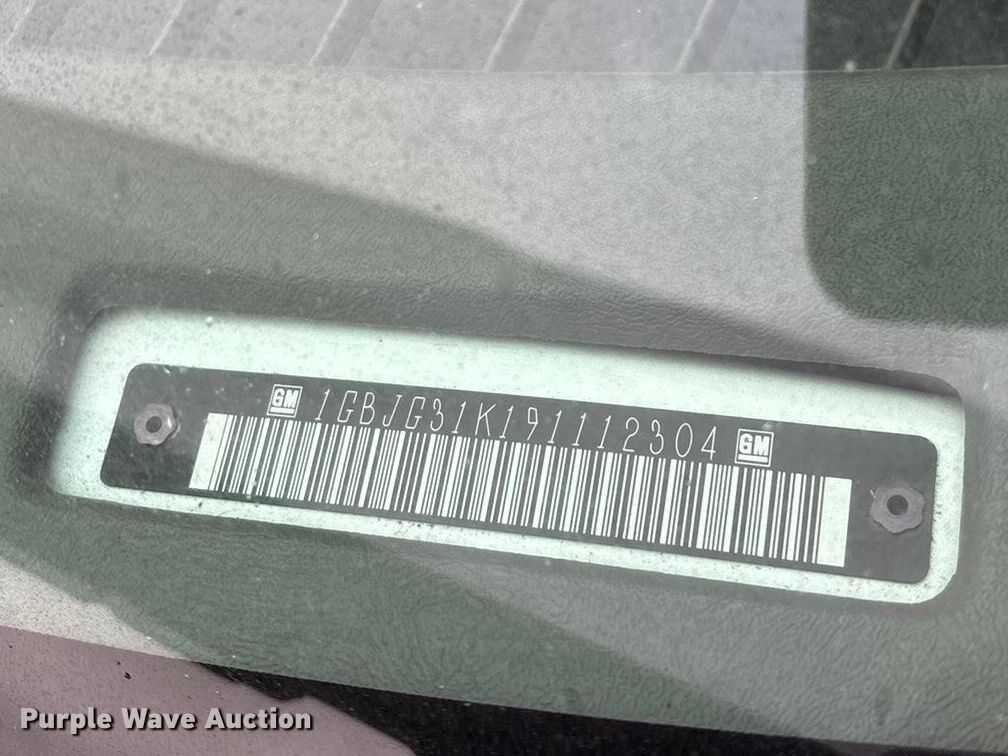 GM 1GBJG31K191112304 GM
Purple Wave Auction